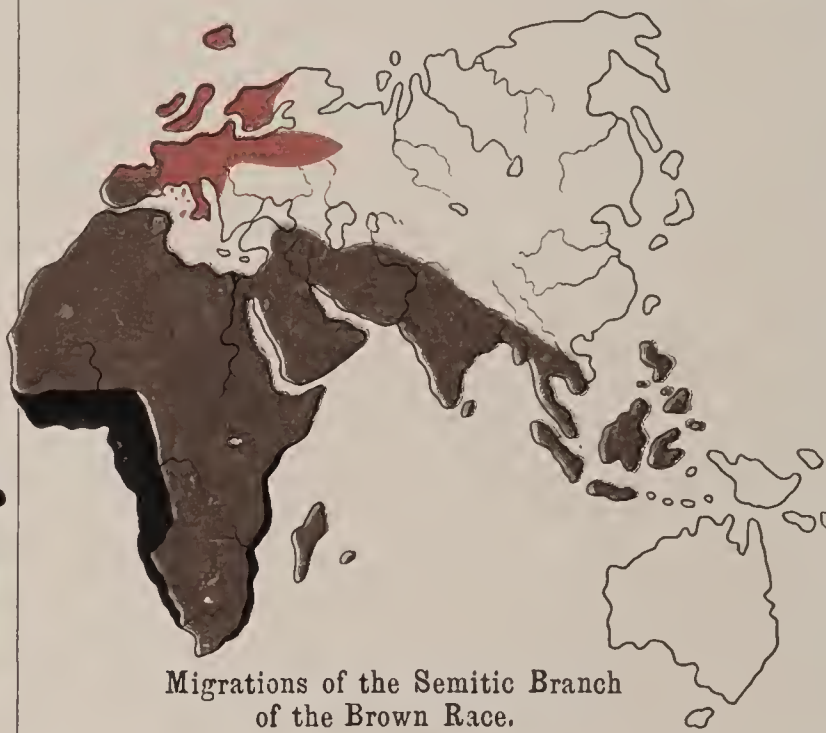 Migrations of the Semitic Branch
of the Brown Race.